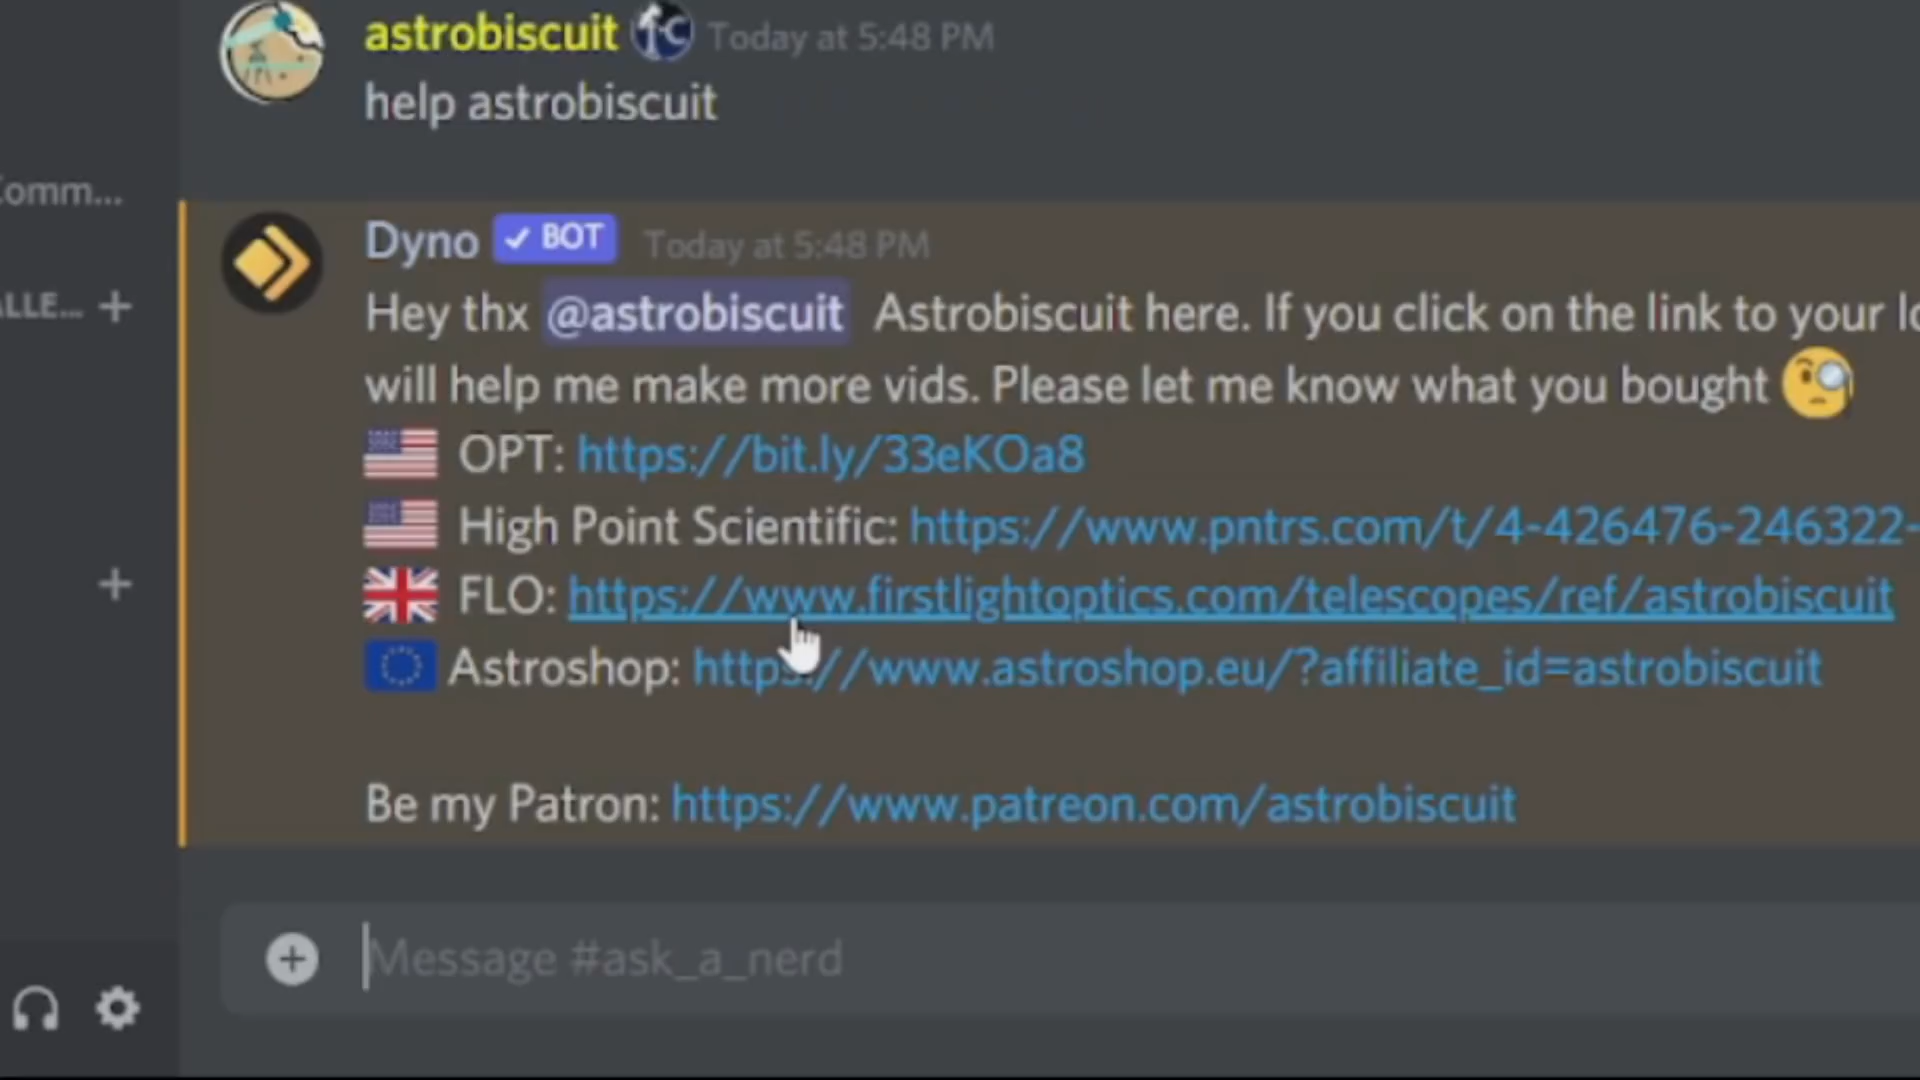 astrobiscuit Today at 5:48 PM
help astrobiscuit
Comm...
Dyno BOT Today at 5:48 PM
Hey thx @astrobiscuit Astrobiscuit here. If you click on the link to your
ALLE...
will help me make more vids. Please let me know what you bought
OPT: https://bit.ly/33eKOa8
High Point Scientific: https://www.pntrs.com/t/4-426476-246322-
FLO: https://www.firstlightoptics.com/telescopes/ref/astrobiscuit
Astroshop: https://www.astroshop.eu/?affiliate_id=astrobiscuit
Be my Patron: https://www.patreon.com/astrobiscuit
Message #ask_a_nerd